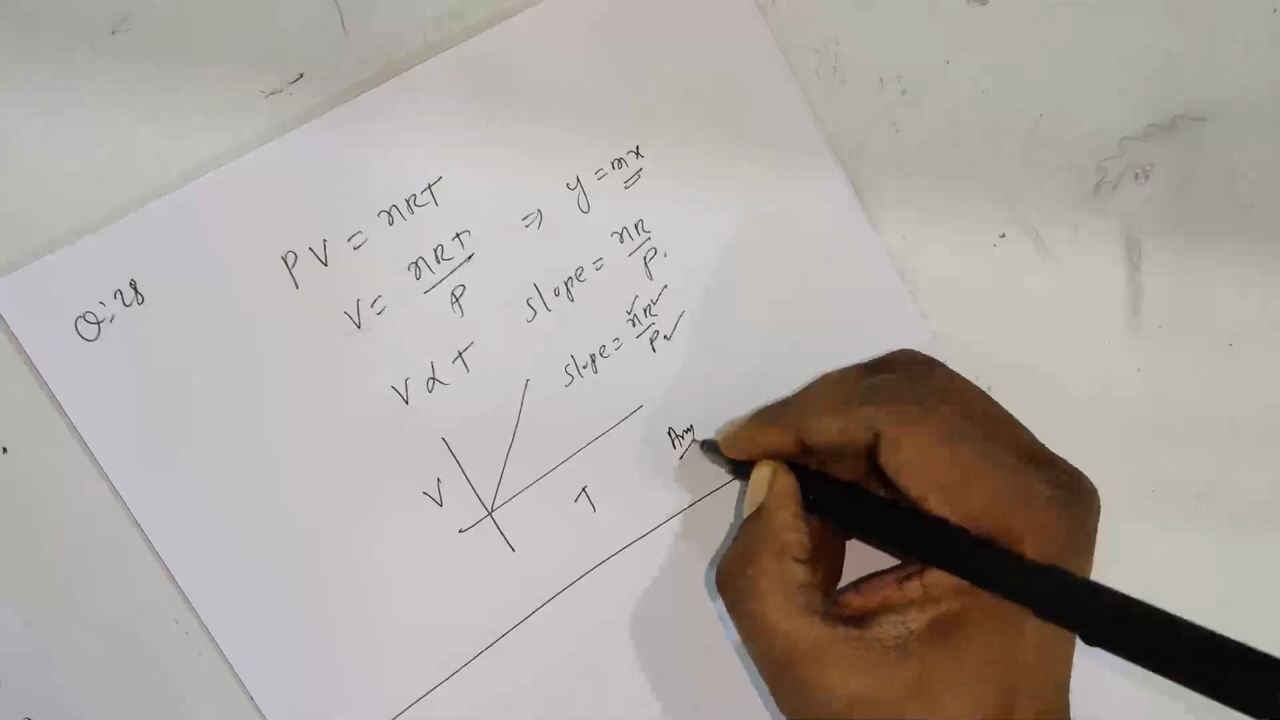 Q:28
PV = nRT
V = nRT/P ⇒ y = mx
V α T slope = nR/P.
slope = nR/P
V
T
Ans